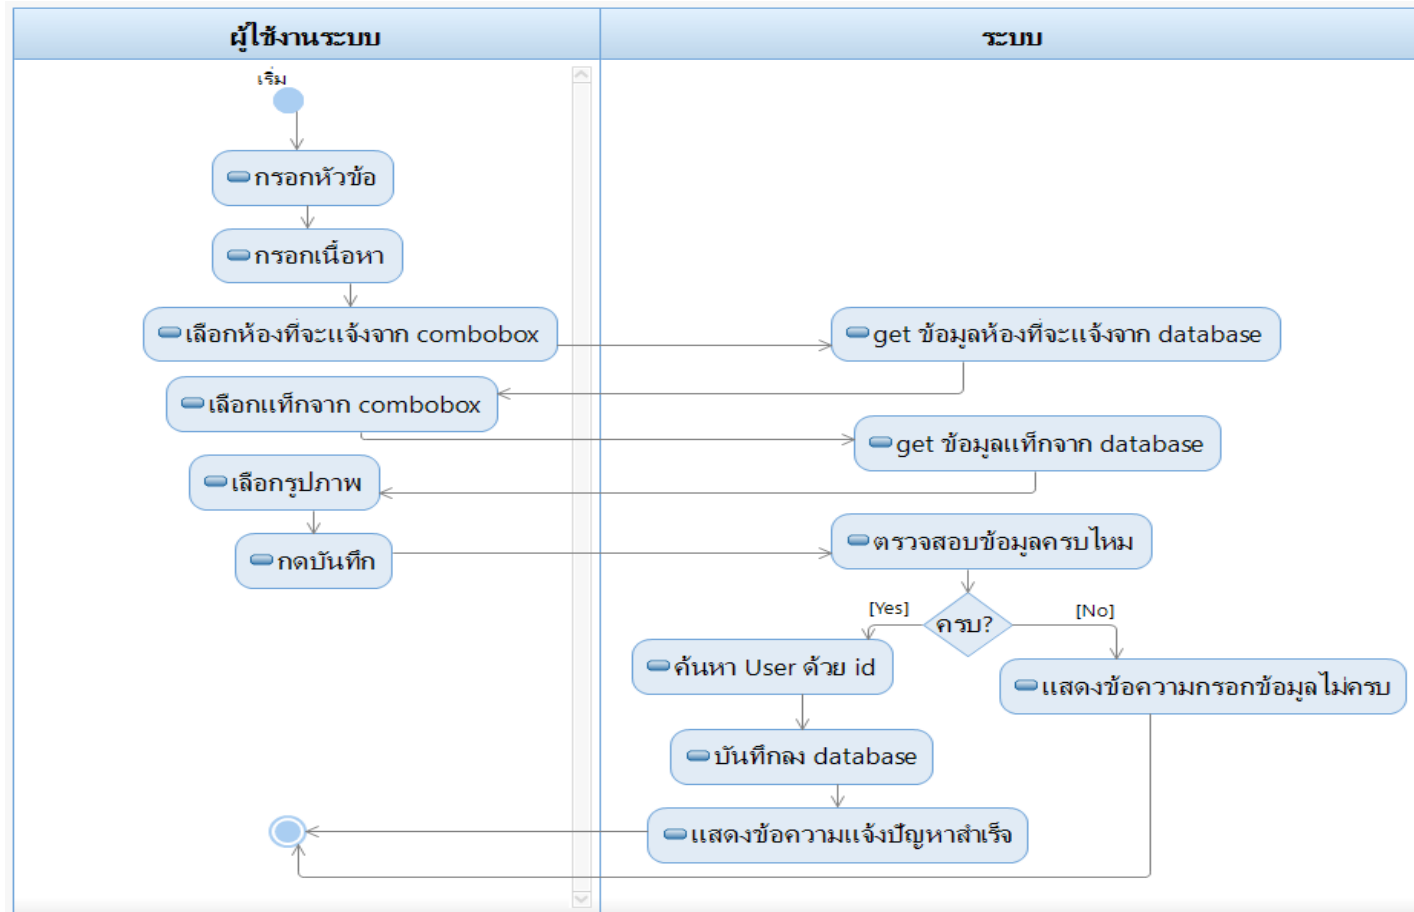 ผู้ใช้งานระบบ
ระบบ
เริ่ม
กรอกหัวข้อ
กรอกเนื้อหา
เลือกห้องที่จะแจ้งจาก combobox
get ข้อมูลห้องที่จะแจ้งจาก database
เลือกแท็กจาก combobox
get ข้อมูลแท็กจาก database
เลือกรูปภาพ
กดบันทึก
ตรวจสอบข้อมูลครบไหม
ครบ?
[Yes]
[No]
ค้นหา User ด้วย id
แสดงข้อความกรอกข้อมูลไม่ครบ
บันทึกลง database
แสดงข้อความแจ้งปัญหาสำเร็จ